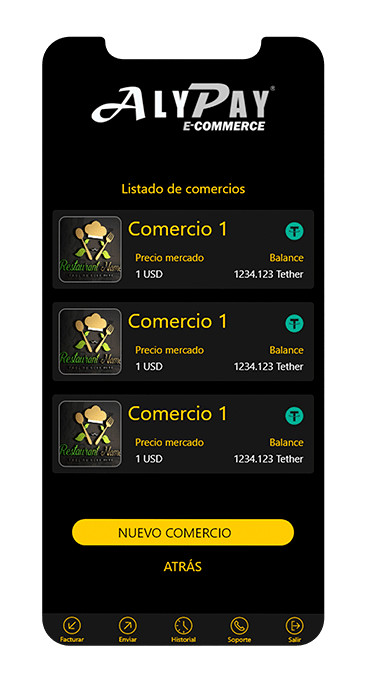 ALYPAY®
E-COMMERCE
Listado de comercios
Comercio 1
Restaurant Name
Precio mercado Balance
1 USD 1234.123 Tether
Comercio 1
Restaurant Name
Precio mercado Balance
1 USD 1234.123 Tether
Comercio 1
Restaurant Name
Precio mercado Balance
1 USD 1234.123 Tether
NUEVO COMERCIO
ATRÁS
Facturar Enviar Historial Soporte Salir